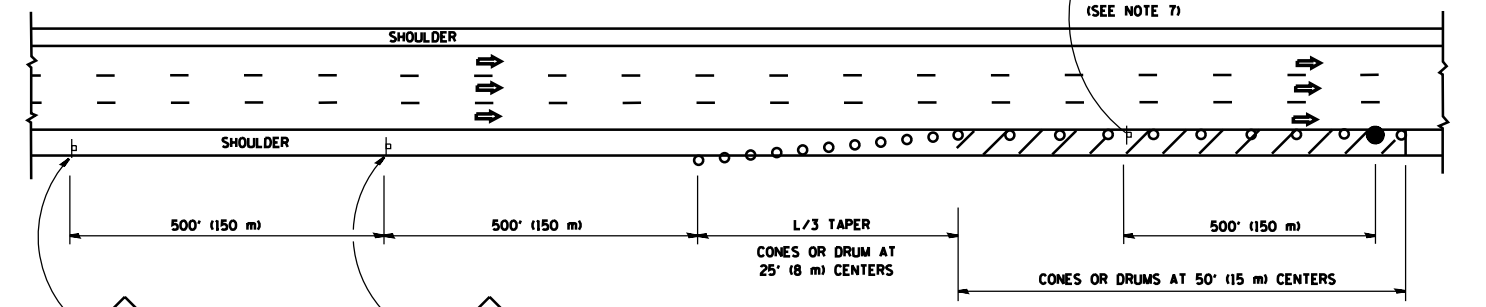 (SEE NOTE 7)
SHOULDER
SHOULDER
500' (150 m)
500' (150 m)
L/3 TAPER
500' (150 m)
CONES OR DRUM AT
25' (8 m) CENTERS
CONES OR DRUMS AT 50' (15 m) CENTERS